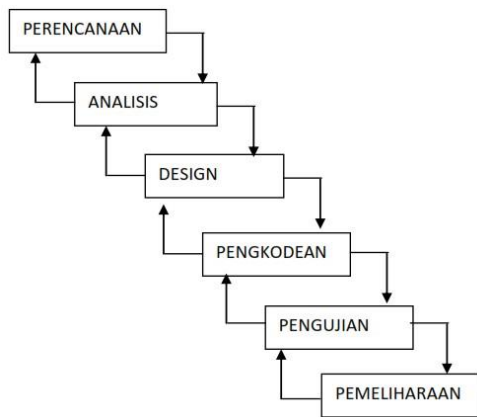 PERENCANAAN
ANALISIS
DESIGN
PENGKODEAN
PENGUJIAN
PEMELIHARAAN